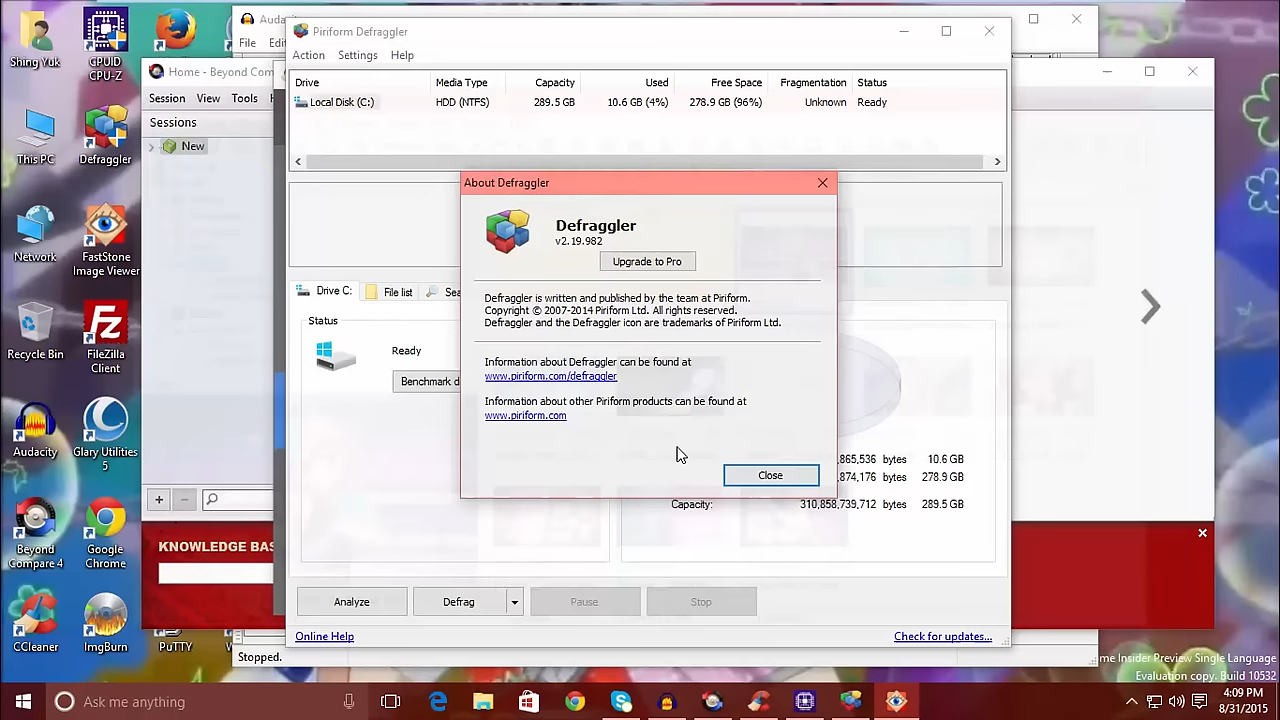 Shing Yuk
CPUID
CPU-Z
This PC
Defraggler
Network
FastStone
Image Viewer
Recycle Bin
FileZilla
Client
Audacity
Glary Utilities
5
Beyond
Compare 4
Google
Chrome
CCleaner
ImgBurn
PuTTY
File
Home - Beyond Com
Session View Tools
Sessions
New
KNOWLEDGE BAS
Stopped.
Piriform Defraggler
Action Settings Help
Drive Media Type Capacity Used Free Space Fragmentation Status
Local Disk (C:) HDD (NTFS) 289.5 GB 10.6 GB (4%) 278.9 GB (96%) Unknown Ready
Drive C: File list
Status
Ready
Benchmark
865,536 bytes 10.6 GB
874,176 bytes 278.9 GB
Capacity: 310,858,739,712 bytes 289.5 GB
Analyze Defrag Pause Stop
Online Help Check for updates...
About Defraggler
Defraggler
v2.19.982
Upgrade to Pro
Defraggler is written and published by the team at Piriform.
Copyright © 2007-2014 Piriform Ltd. All rights reserved.
Defraggler and the Defraggler icon are trademarks of Piriform Ltd.
Information about Defraggler can be found at
www.piriform.com/defraggler
Information about other Piriform products can be found at
www.piriform.com
Close
me Insider Preview Single Language
Evaluation copy. Build 10532
Ask me anything
4:09 PM
8/31/2015